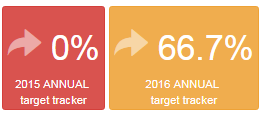 0%
2015 ANNUAL
target tracker
66.7%
2016 ANNUAL
target tracker